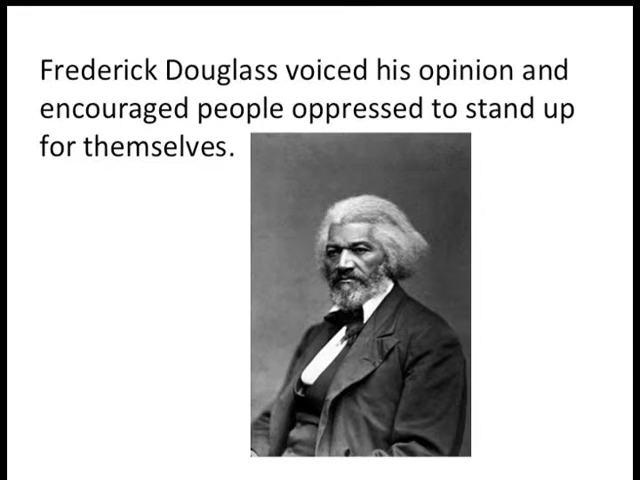 Frederick Douglass voiced his opinion and
encouraged people oppressed to stand up
for themselves.